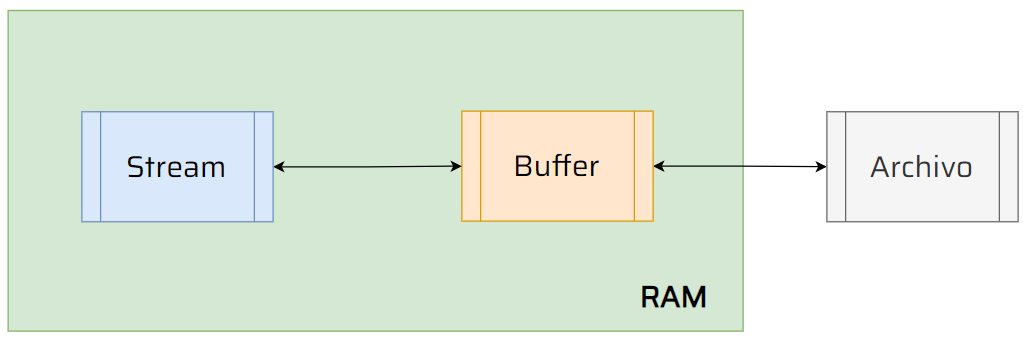 Stream
Buffer
Archivo
RAM